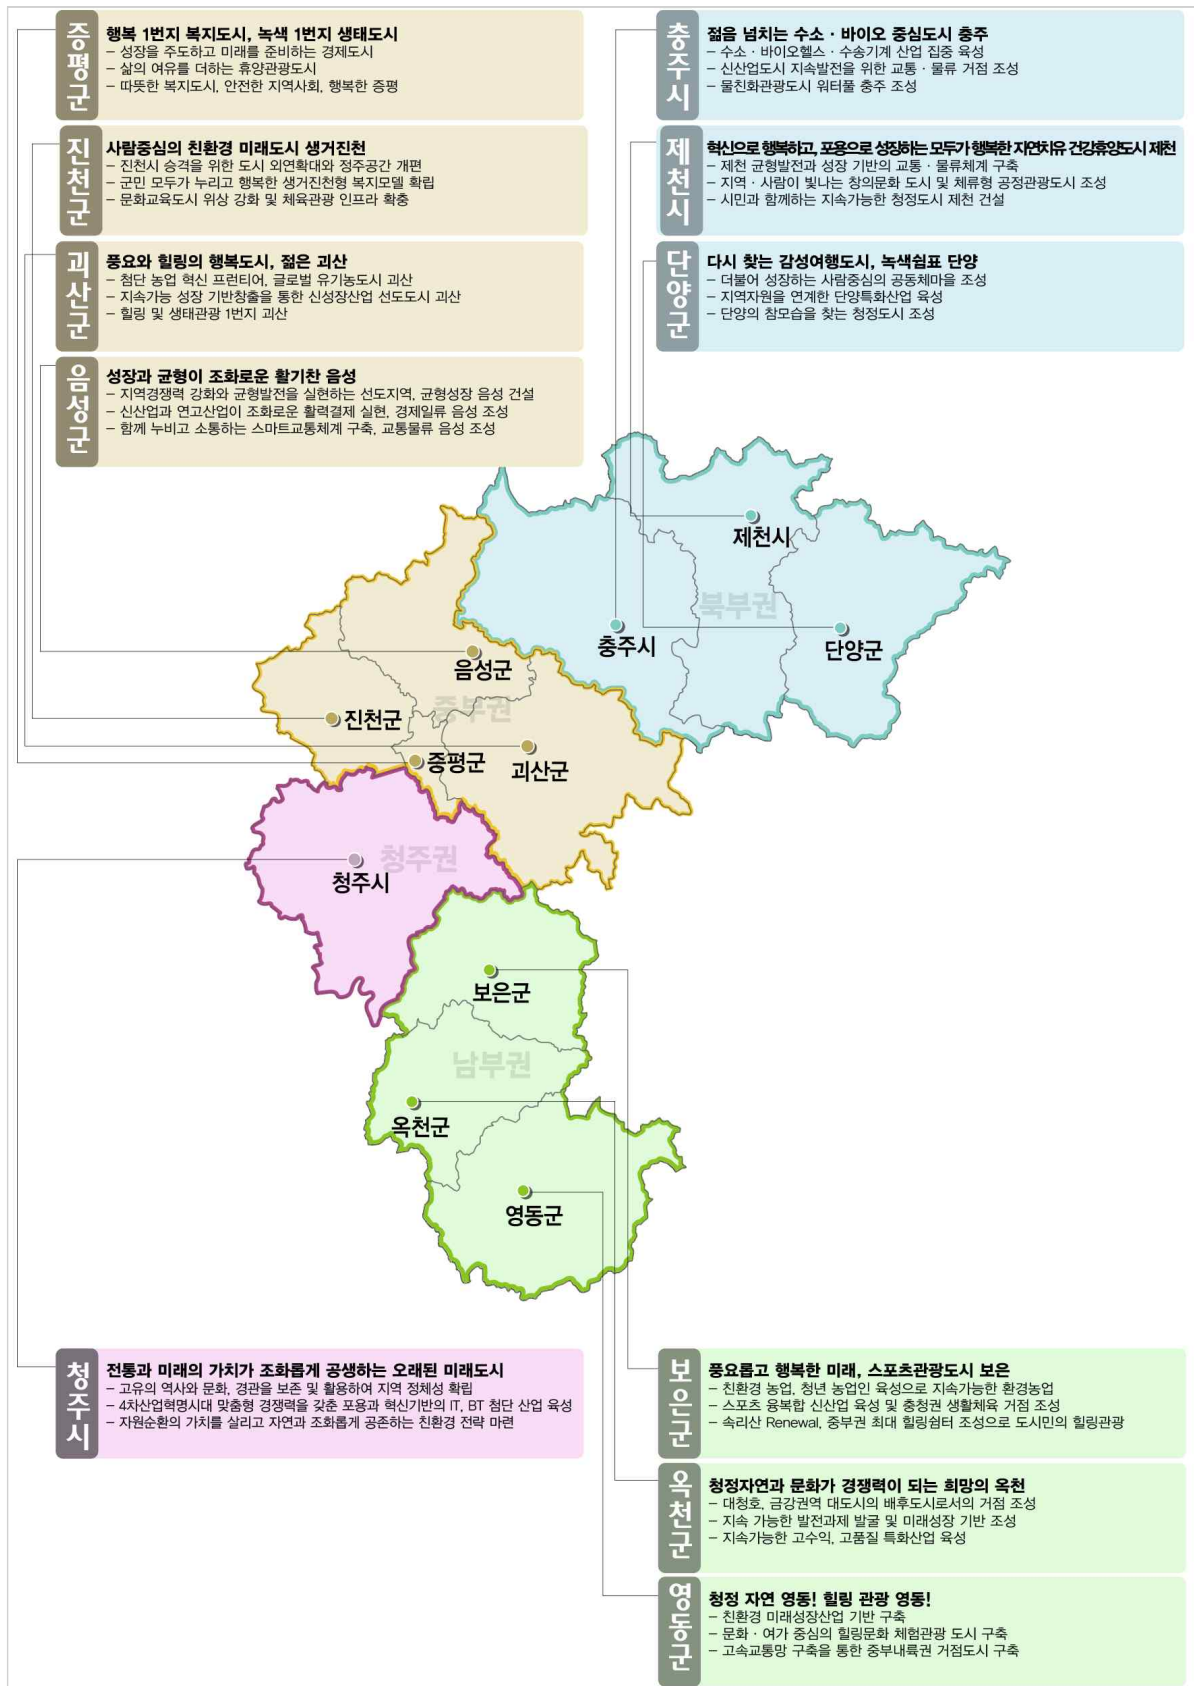 증평군
행복 1번지 복지도시, 녹색 1번지 생태도시
- 성장을 주도하고 미래를 준비하는 경제도시
- 삶의 여유를 더하는 휴양관광도시
- 따뜻한 복지도시, 안전한 지역사회, 행복한 증평
진천군
사람중심의 친환경 미래도시 생거진천
- 진천시 승격을 위한 도시 외연확대와 정주공간 개편
- 군민 모두가 누리고 행복한 생거진천형 복지모델 확립
- 문화교육도시 위상 강화 및 체육관광 인프라 확충
괴산군
풍요와 힐링의 행복도시, 젊은 괴산
- 첨단 농업 혁신 프런티어, 글로벌 유기농도시 괴산
- 지속가능 성장 기반창출을 통한 신성장산업 선도도시 괴산
- 힐링 및 생태관광 1번지 괴산
음성군
성장과 균형이 조화로운 활기찬 음성
- 지역경쟁력 강화와 균형발전을 실현하는 선도지역, 균형성장 음성 건설
- 신산업과 연고산업이 조화로운 활력결제 실현, 경제일류 음성 조성
- 함께 누비고 소통하는 스마트교통체계 구축, 교통물류 음성 조성
충주시
젊음 넘치는 수소 · 바이오 중심도시 충주
- 수소 · 바이오헬스 · 수송기계 산업 집중 육성
- 신산업도시 지속발전을 위한 교통 · 물류 거점 조성
- 물친화관광도시 워터풀 충주 조성
제천시
혁신으로 행복하고, 포용으로 성장하는 모두가 행복한 자연치유 건강휴양도시 제천
- 제천 균형발전과 성장 기반의 교통 · 물류체계 구축
- 지역 · 사람이 빛나는 창의문화 도시 및 체류형 공정관광도시 조성
- 시민과 함께하는 지속가능한 청정도시 제천 건설
단양군
다시 찾는 감성여행도시, 녹색쉼표 단양
- 더불어 성장하는 사람중심의 공동체마을 조성
- 지역자원을 연계한 단양특화산업 육성
- 단양의 참모습을 찾는 청정도시 조성
제천시
북부권
충주시
단양군
음성군
중부권
진천군
증평군
괴산군
청주권
청주시
보은군
남부권
옥천군
영동군
청주시
전통과 미래의 가치가 조화롭게 공생하는 오래된 미래도시
- 고유의 역사와 문화, 경관을 보존 및 활용하여 지역 정체성 확립
- 4차산업혁명시대 맞춤형 경쟁력을 갖춘 포용과 혁신기반의 IT, BT 첨단 산업 육성
- 자원순환의 가치를 살리고 자연과 조화롭게 공존하는 친환경 전략 마련
보은군
풍요롭고 행복한 미래, 스포츠관광도시 보은
- 친환경 농업, 청년 농업인 육성으로 지속가능한 환경농업
- 스포츠 융복합 신산업 육성 및 충청권 생활체육 거점 조성
- 속리산 Renewal, 중부권 최대 힐링쉼터 조성으로 도시민의 힐링관광
옥천군
청정자연과 문화가 경쟁력이 되는 희망의 옥천
- 대청호, 금강권역 대도시의 배후도시로서의 거점 조성
- 지속 가능한 발전과제 발굴 및 미래성장 기반 조성
- 지속가능한 고수익, 고품질 특화산업 육성
영동군
청정 자연 영동! 힐링 관광 영동!
- 친환경 미래성장산업 기반 구축
- 문화 · 여가 중심의 힐링문화 체험관광 도시 구축
- 고속교통망 구축을 통한 중부내륙권 거점도시 구축